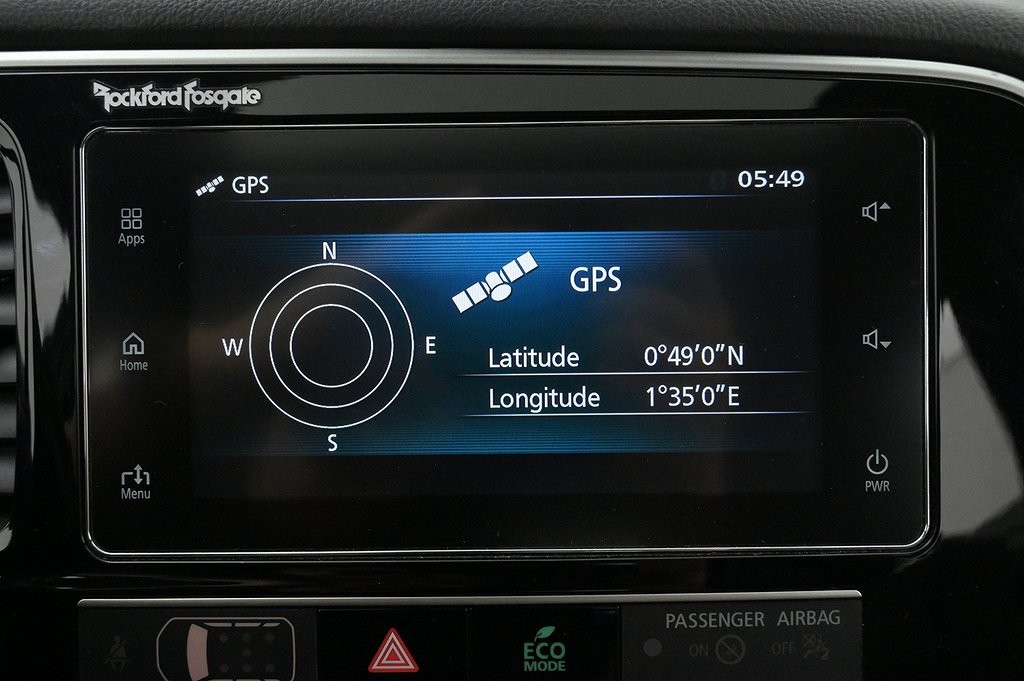 Rockford Fosgate
GPS
05:49
Apps
Home
Menu
N
W
E
S
GPS
Latitude 0°49'0"N
Longitude 1°35'0"E
PWR
ECO
MODE
PASSENGER AIRBAG
ON
OFF